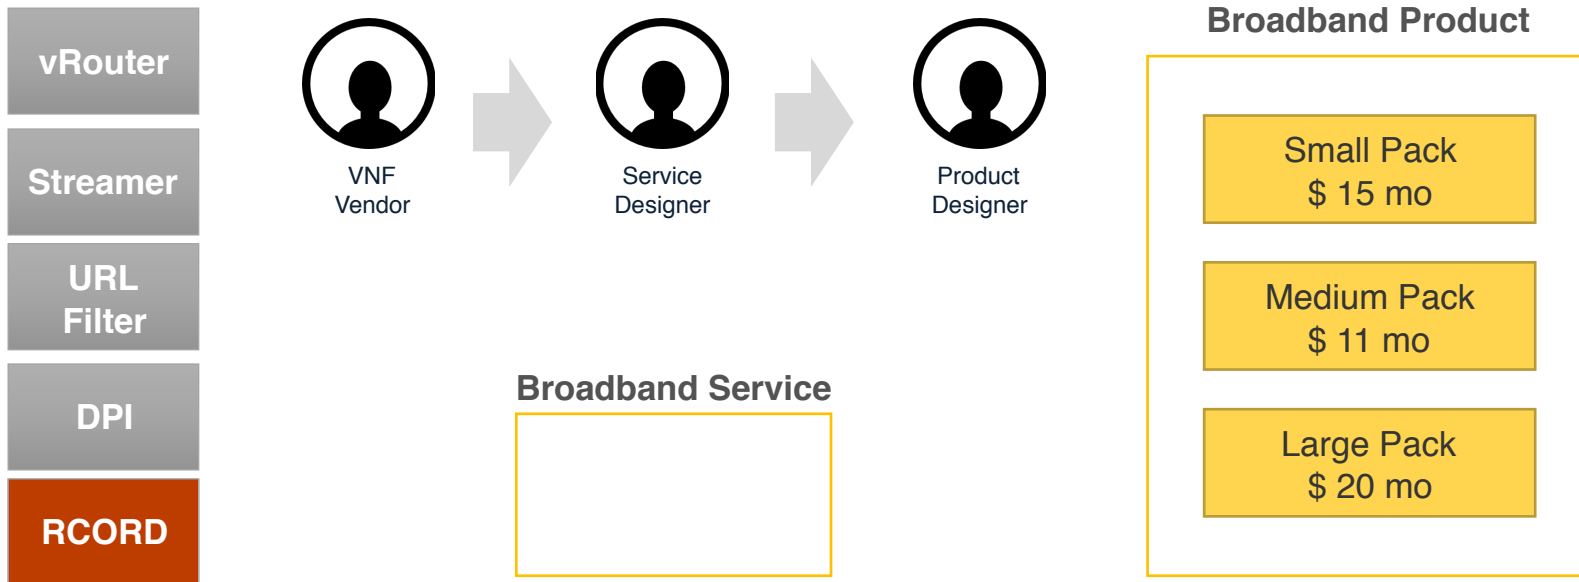 vRouter
Streamer
URL
Filter
DPI
RCORD
VNF
Vendor
Service
Designer
Product
Designer
Broadband Service
Broadband Product
Small Pack
$ 15 mo
Medium Pack
$ 11 mo
Large Pack
$ 20 mo